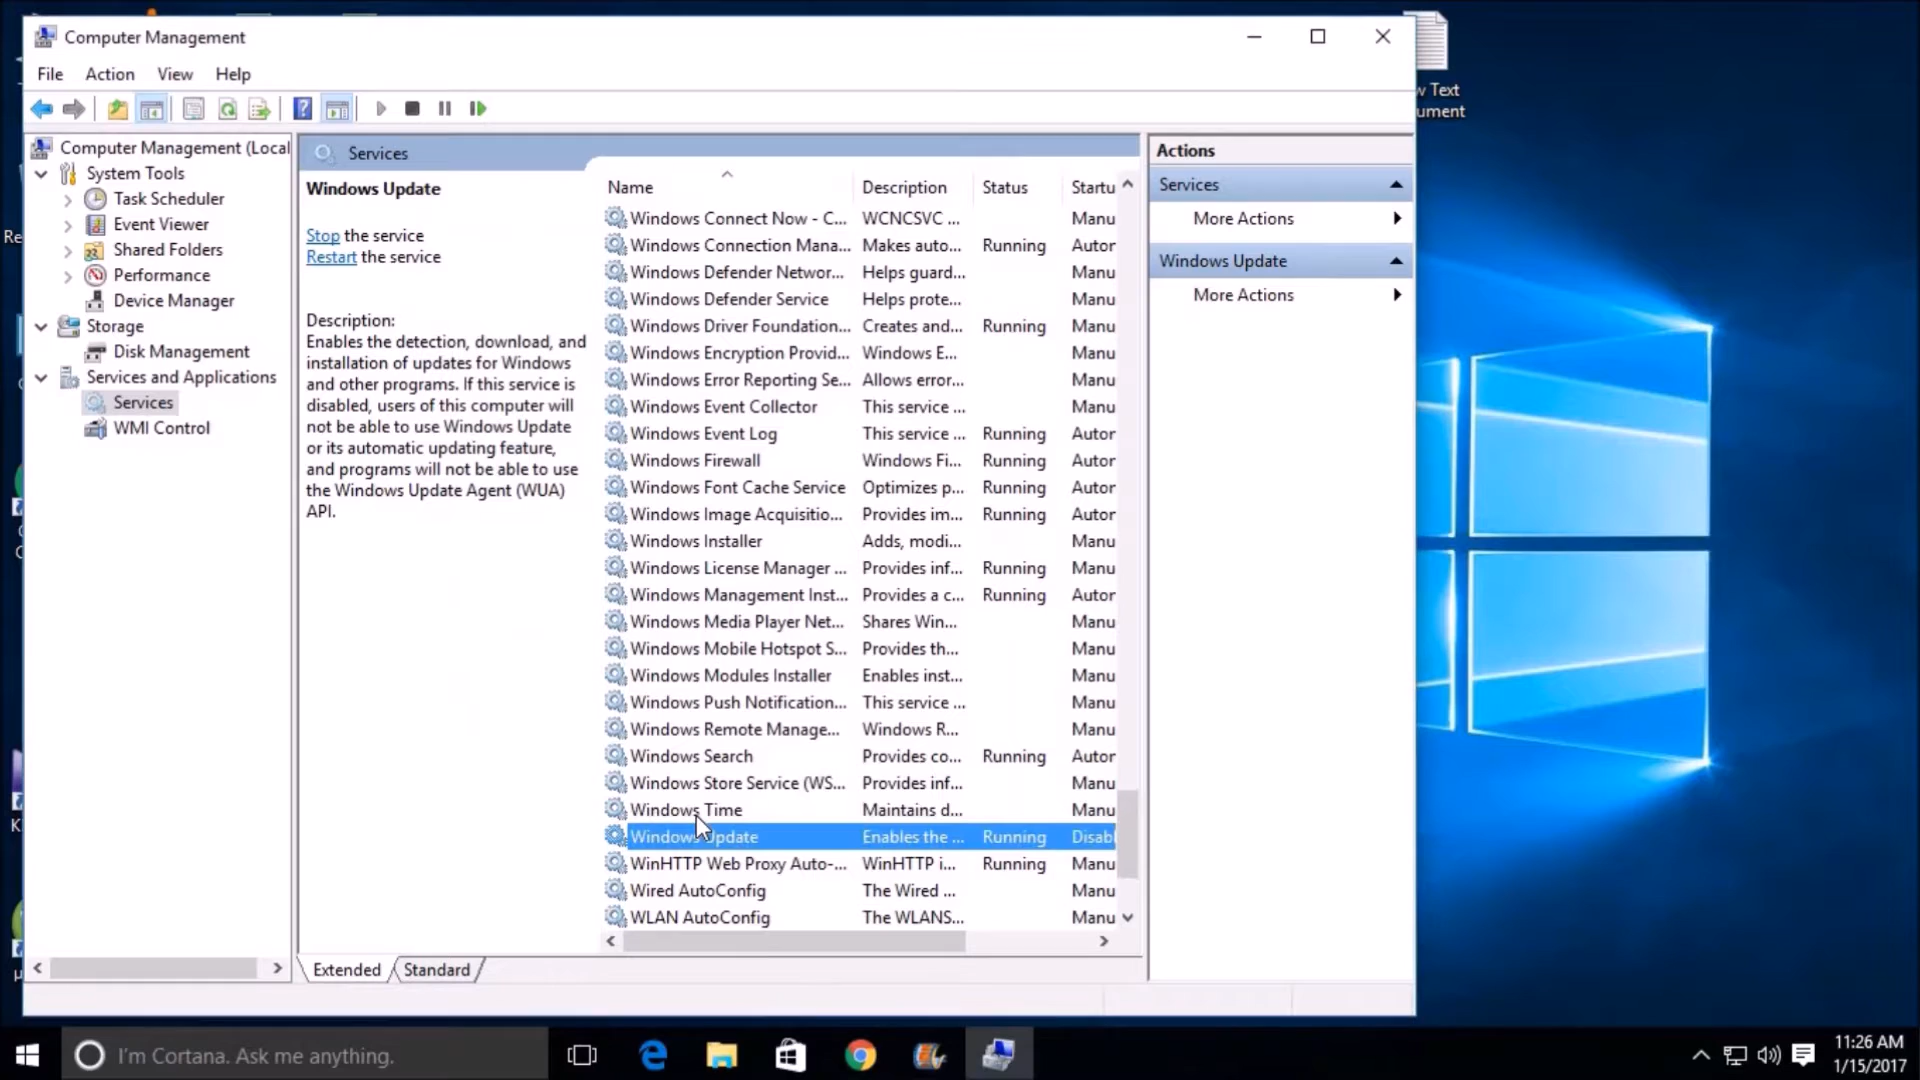 Computer Management
File Action View Help
Computer Management (Local
System Tools
Task Scheduler
Event Viewer
Shared Folders
Performance
Device Manager
Storage
Disk Management
Services and Applications
Services
WMI Control
Services
Windows Update
Stop the service
Restart the service
Description:
Enables the detection, download, and
installation of updates for Windows
and other programs. If this service is
disabled, users of this computer will
not be able to use Windows Update
or its automatic updating feature,
and programs will not be able to use
the Windows Update Agent (WUA)
API.
Name Description Status Startu
Windows Connect Now - C... WCNCSVC ... Manu
Windows Connection Mana... Makes auto... Running Autor
Windows Defender Networ... Helps guard... Manu
Windows Defender Service Helps prote... Manu
Windows Driver Foundation... Creates and... Running Manu
Windows Encryption Provid... Windows E... Manu
Windows Error Reporting Se... Allows error... Manu
Windows Event Collector This service ... Manu
Windows Event Log This service ... Running Autor
Windows Firewall Windows Fi... Running Autor
Windows Font Cache Service Optimizes p... Running Autor
Windows Image Acquisitio... Provides im... Running Autor
Windows Installer Adds, modi... Manu
Windows License Manager ... Provides inf... Running Manu
Windows Management Inst... Provides a c... Running Autor
Windows Media Player Net... Shares Win... Manu
Windows Mobile Hotspot S... Provides th... Manu
Windows Modules Installer Enables inst... Manu
Windows Push Notification... This service ... Manu
Windows Remote Manage... Windows R... Manu
Windows Search Provides co... Running Autor
Windows Store Service (WS... Provides inf... Manu
Windows Time Maintains d... Manu
Windows Update Enables the ... Running Disabl
WinHTTP Web Proxy Auto-... WinHTTP i... Running Manu
Wired AutoConfig The Wired ... Manu
WLAN AutoConfig The WLANS... Manu
Extended Standard
Actions
Services
More Actions
Windows Update
More Actions
w Text
ument
Re
I'm Cortana. Ask me anything.
11:26 AM
1/15/2017